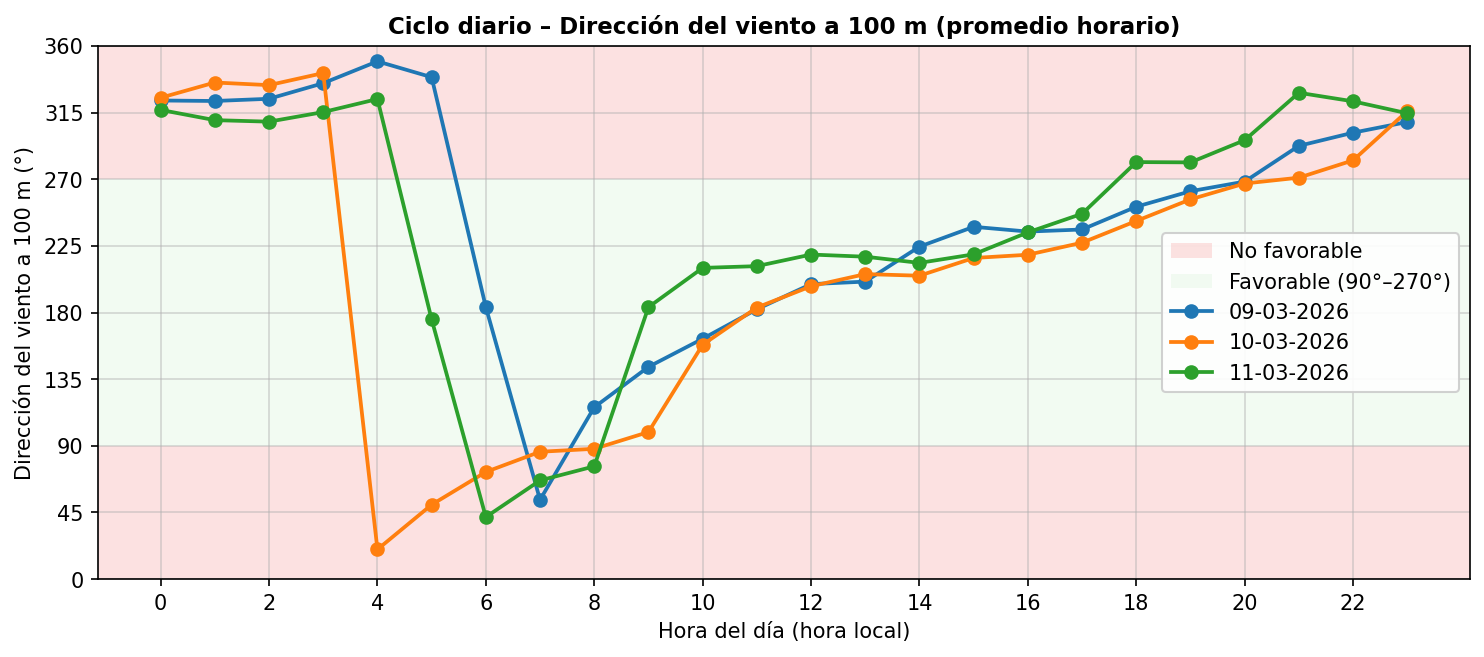 Ciclo diario – Dirección del viento a 100 m (promedio horario)
Dirección del viento a 100 m (°)
360
315
270
225
180
135
90
45
0
No favorable
Favorable (90°–270°)
09-03-2026
10-03-2026
11-03-2026
0 2 4 6 8 10 12 14 16 18 20 22
Hora del día (hora local)